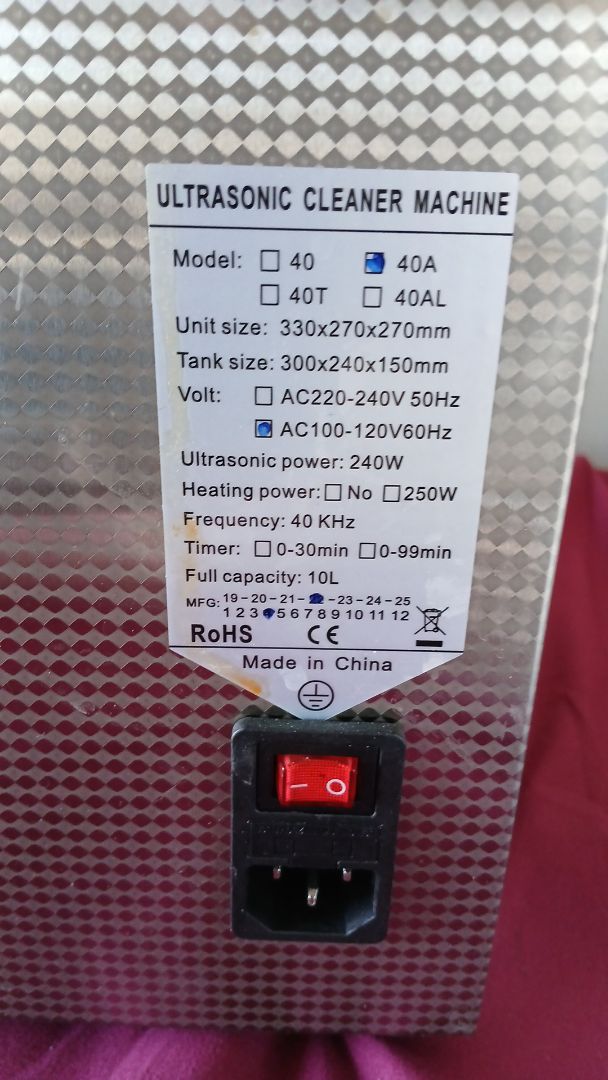 ULTRASONIC CLEANER MACHINE
Model: ☐ 40 ☑ 40A
☐ 40T ☐ 40AL
Unit size: 330x270x270mm
Tank size: 300x240x150mm
Volt: ☐ AC220-240V 50Hz
☑ AC100-120V60Hz
Ultrasonic power: 240W
Heating power: ☐ No ☐ 250W
Frequency: 40 KHz
Timer: ☐ 0-30min ☐ 0-99min
Full capacity: 10L
MFG: 19-20-21-22-23-24-25
1 2 3 4 5 6 7 8 9 10 11 12
RoHS CE
Made in China